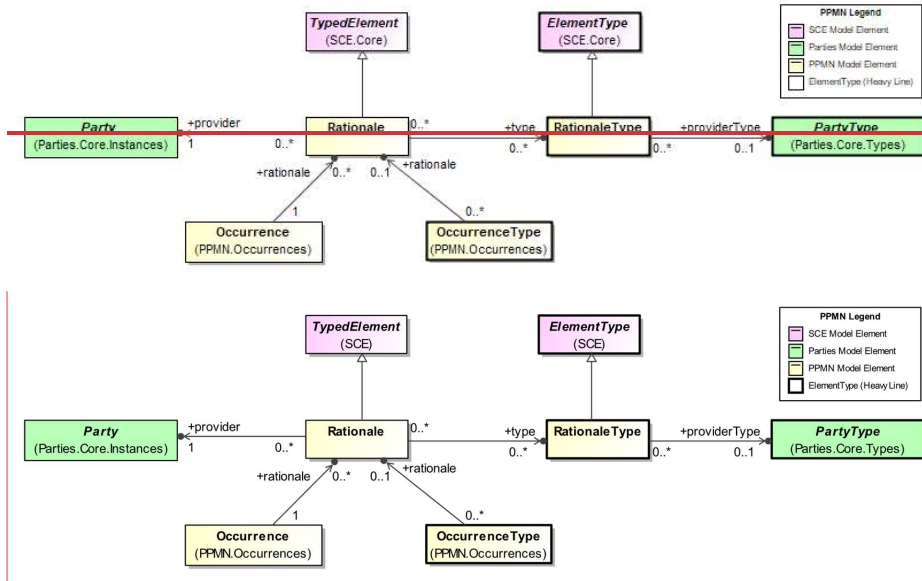 TypedElement
(SCE.Core)
ElementType
(SCE.Core)
PPMN Legend
SCE Model Element
Parties Model Element
PPMN Model Element
ElementType (Heavy Line)
Party
(Parties.Core.Instances)
+provider
1
0..*
Rationale
0..*
+type
0..*
RationaleType
+providerType
0..*
0..1
PartyType
(Parties.Core.Types)
+rationale
0..*
0..1
+rationale
1
0..*
Occurrence
(PPMN.Occurrences)
OccurrenceType
(PPMN.Occurrences)
TypedElement
(SCE)
ElementType
(SCE)
PPMN Legend
SCE Model Element
Parties Model Element
PPMN Model Element
ElementType (Heavy Line)
Party
(Parties.Core.Instances)
+provider
1
0..*
Rationale
0..*
+type
0..*
RationaleType
+providerType
0..*
0..1
PartyType
(Parties.Core.Types)
+rationale
0..*
0..1
+rationale
1
0..*
Occurrence
(PPMN.Occurrences)
OccurrenceType
(PPMN.Occurrences)